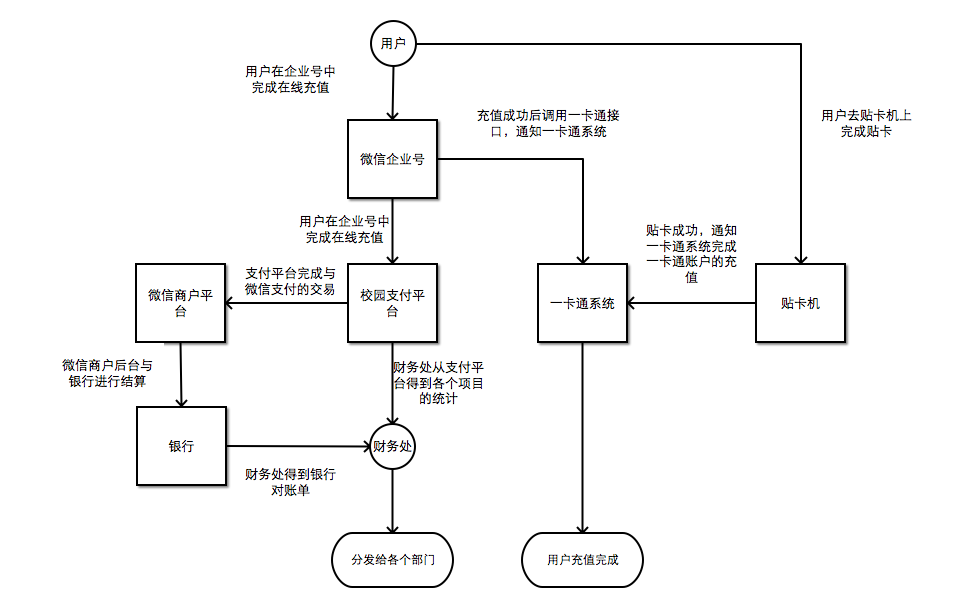 用户
用户在企业号中
完成在线充值
充值成功后调用一卡通接
口，通知一卡通系统
用户去贴卡机上
完成贴卡
微信企业号
用户在企业号中
完成在线充值
贴卡成功，通知
一卡通系统完成
一卡通账户的充
值
微信商户平
台
支付平台完成与
微信支付的交易
校园支付平
台
一卡通系统
贴卡机
微信商户后台与
银行进行结算
财务处从支付平
台得到各个项目
的统计
银行
财务处
财务处得到银行
对账单
分发给各个部门
用户充值完成